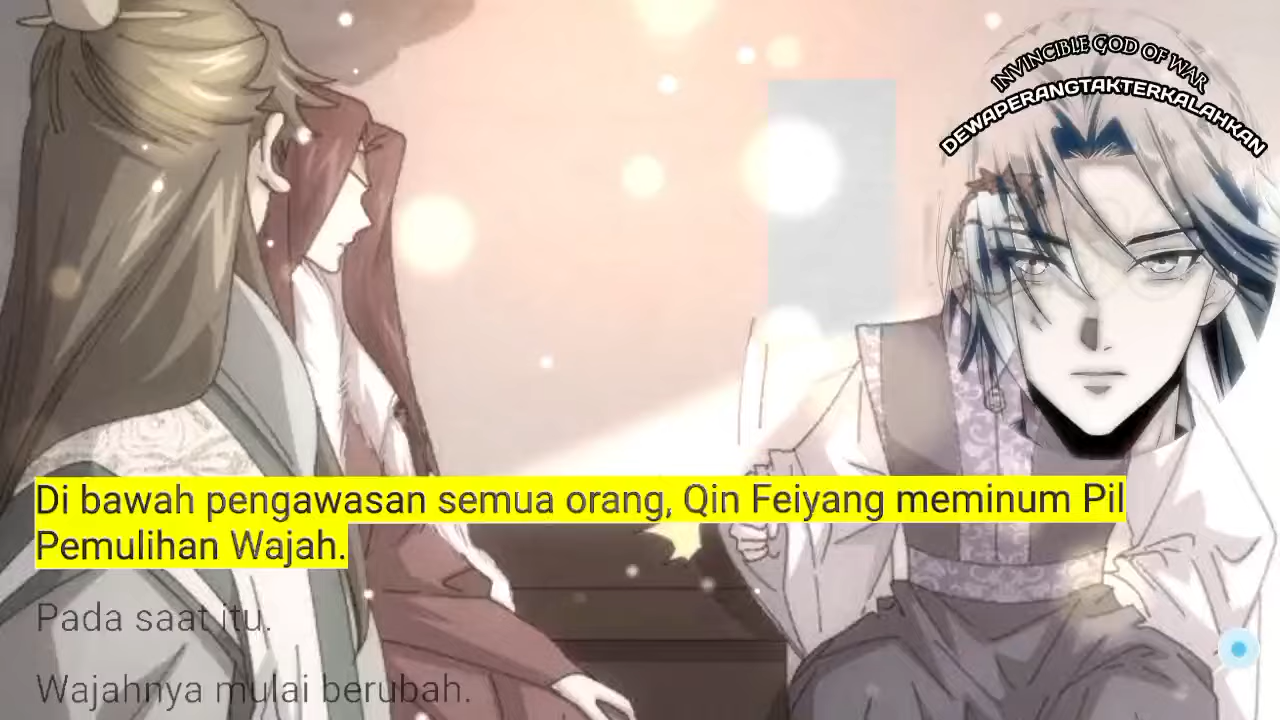 INVINCIBLE GOD OF WAR
DEWAPERANGTAKTERKALAHKAN
Di bawah pengawasan semua orang, Qin Feiyang meminum Pil
Pemulihan Wajah.
Pada saat itu.
Wajahnya mulai berubah.